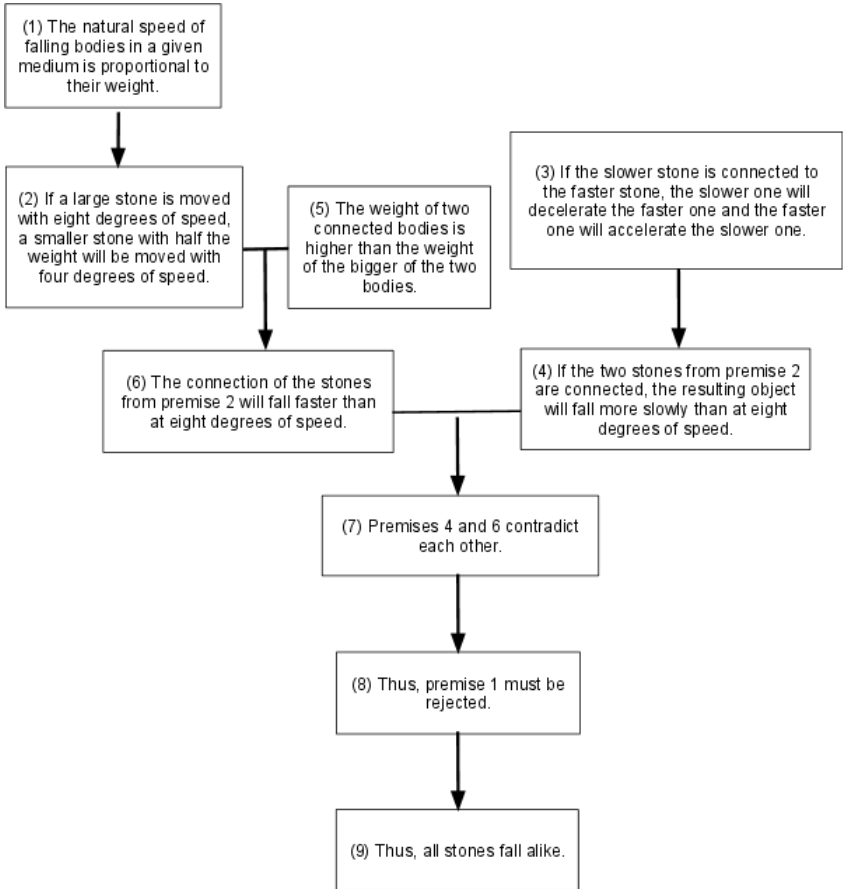 (1) The natural speed of
falling bodies in a given
medium is proportional to
their weight.
(2) If a large stone is moved
with eight degrees of speed,
a smaller stone with half the
weight will be moved with
four degrees of speed.
(5) The weight of two
connected bodies is
higher than the weight
of the bigger of the two
bodies.
(3) If the slower stone is connected to
the faster stone, the slower one will
decelerate the faster one and the faster
one will accelerate the slower one.
(6) The connection of the stones
from premise 2 will fall faster than
at eight degrees of speed.
(4) If the two stones from premise 2
are connected, the resulting object
will fall more slowly than at eight
degrees of speed.
(7) Premises 4 and 6 contradict
each other.
(8) Thus, premise 1 must be
rejected.
(9) Thus, all stones fall alike.